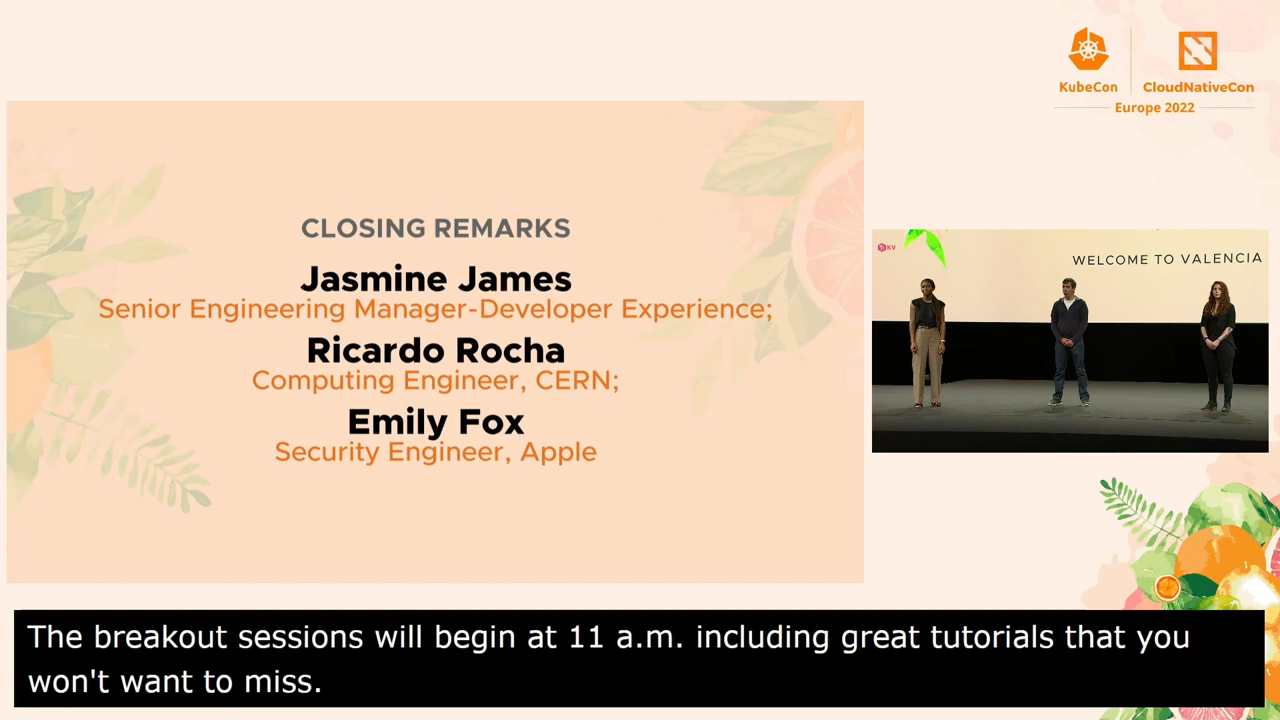 KubeCon
CloudNativeCon
Europe 2022
CLOSING REMARKS
Jasmine James
Senior Engineering Manager-Developer Experience;
Ricardo Rocha
Computing Engineer, CERN;
Emily Fox
Security Engineer, Apple
KV
WELCOME TO VALENCIA
The breakout sessions will begin at 11 a.m. including great tutorials that you
won't want to miss.